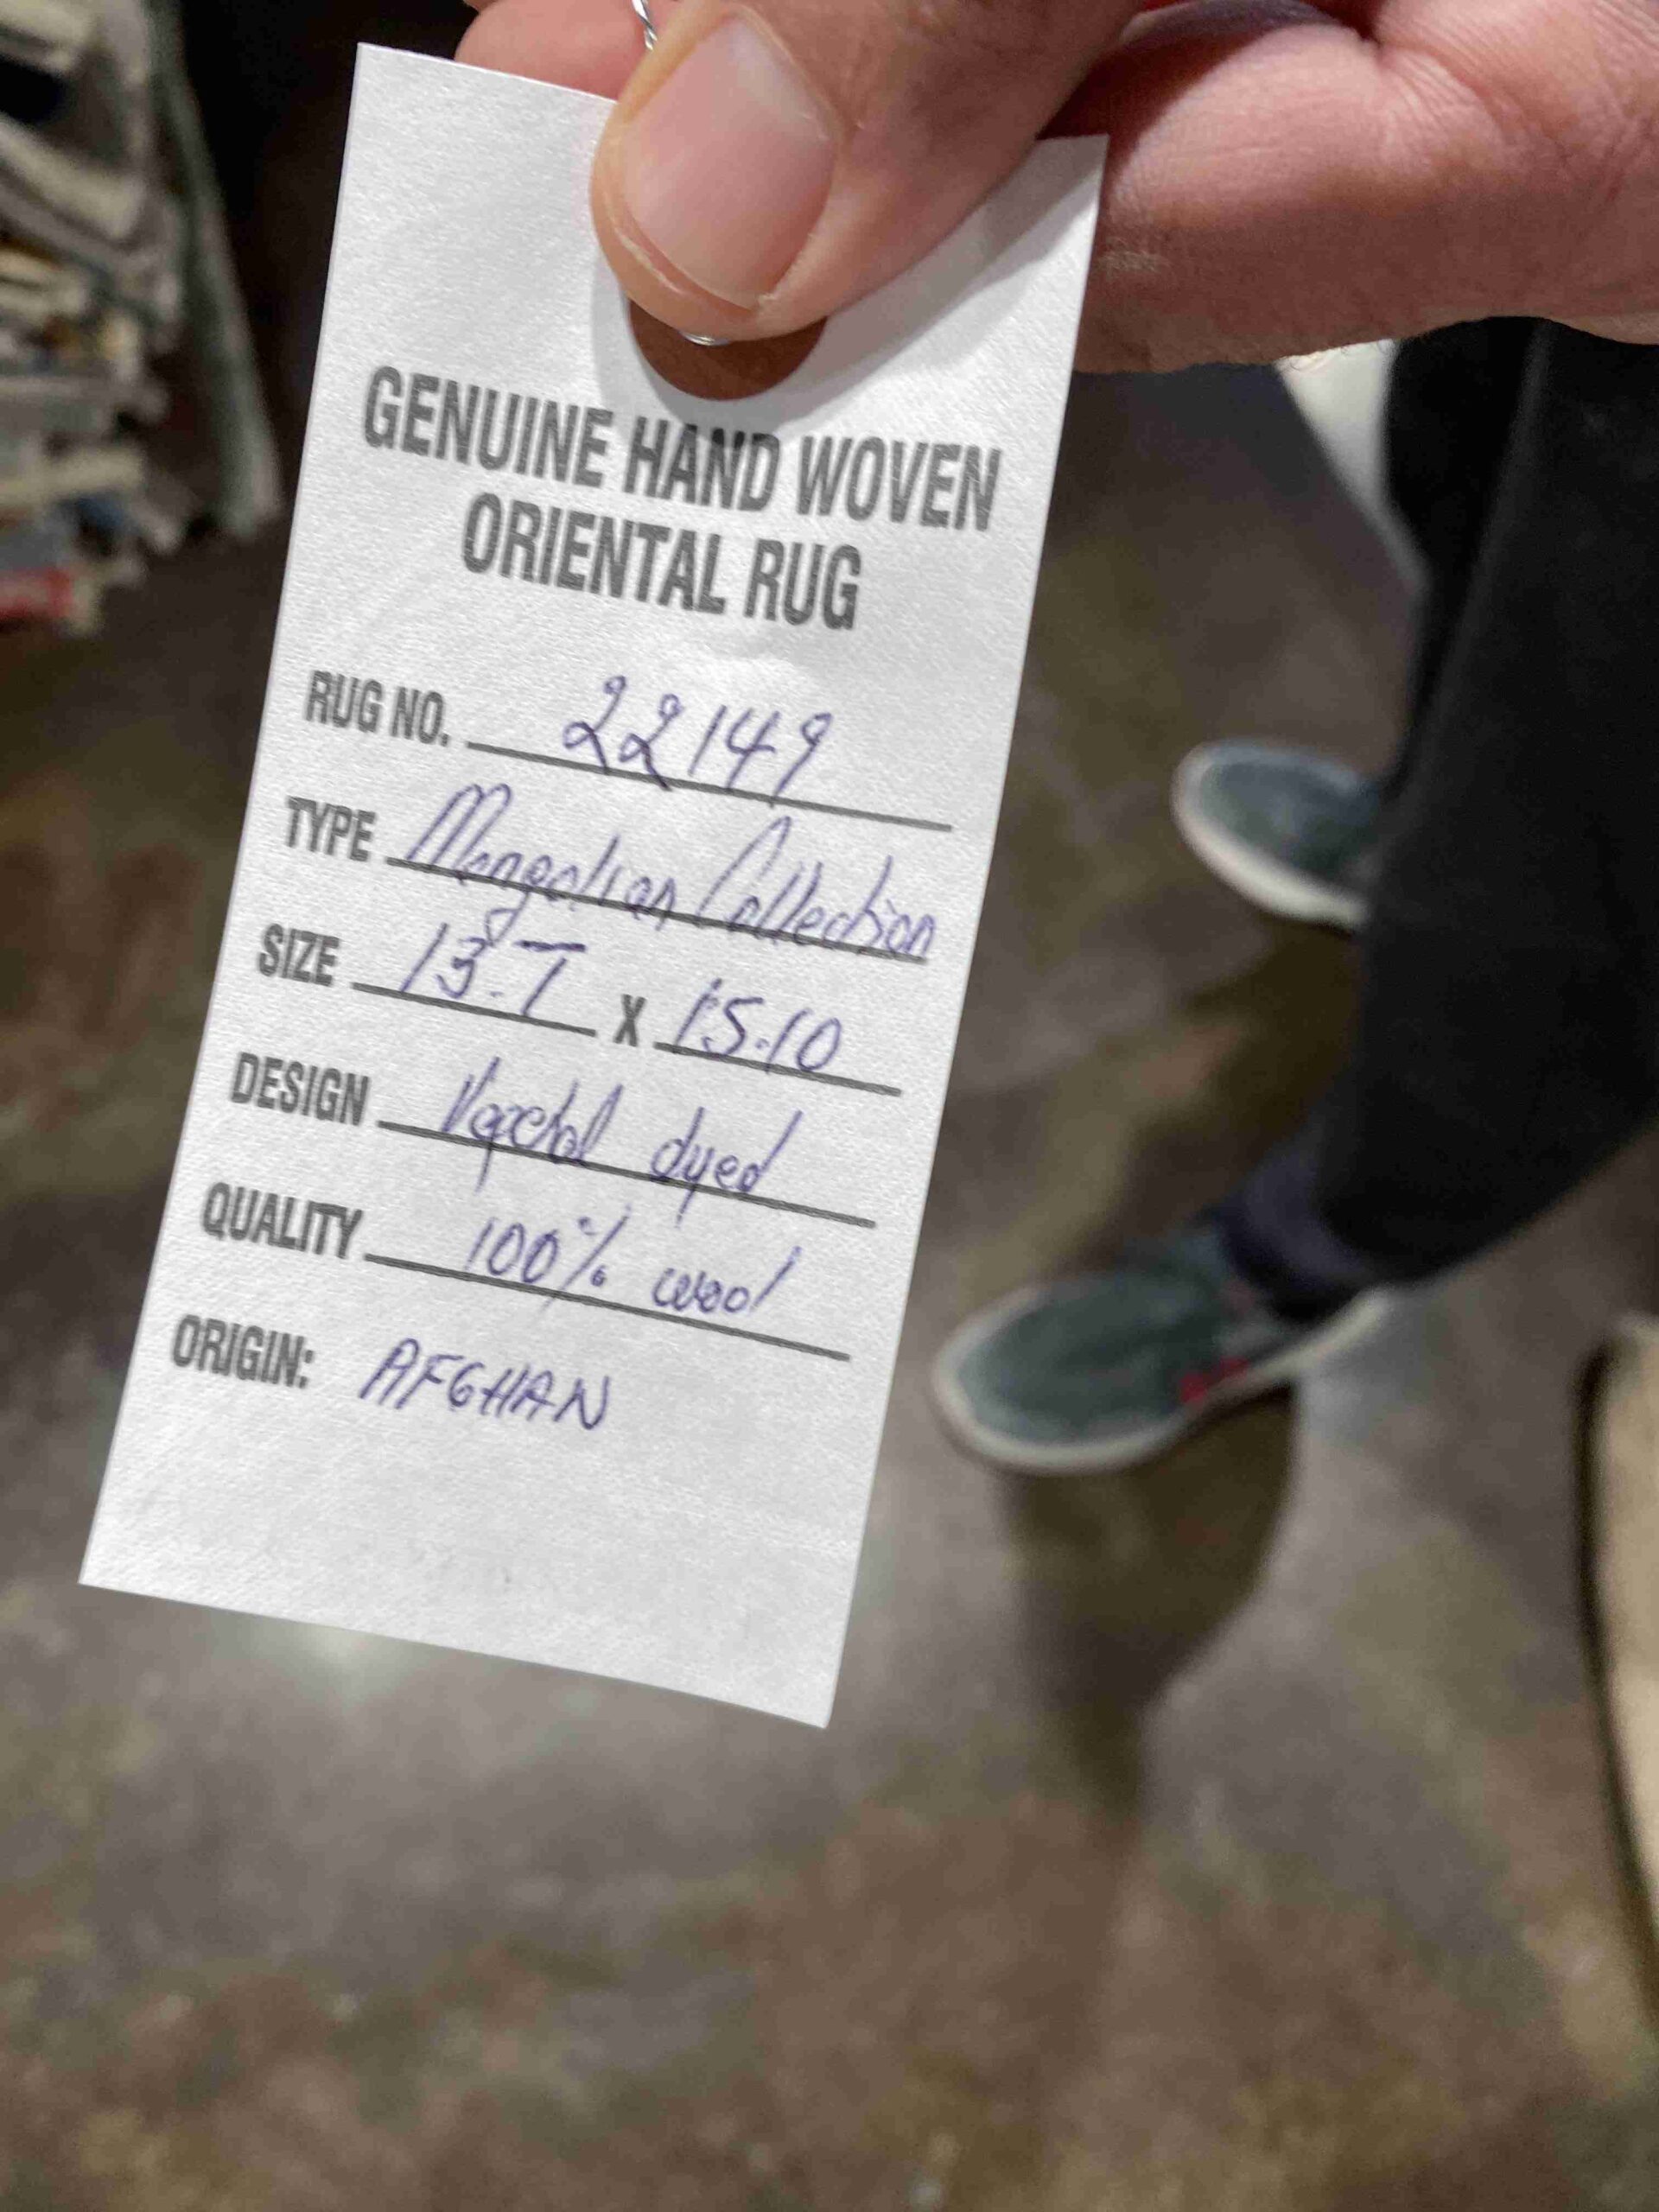 GENUINE HAND WOVEN
ORIENTAL RUG
RUG NO. 22149
TYPE Mongolian Collection
SIZE 13.7 X 15.10
DESIGN Vegetal dyed
QUALITY 100% wool
ORIGIN: AFGHAN